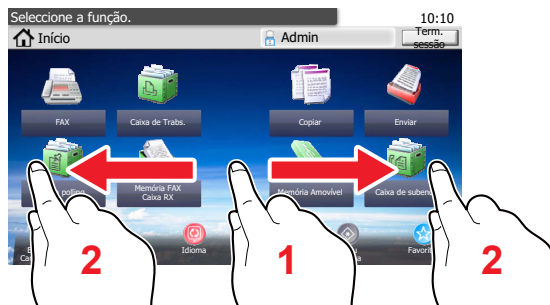 Seleccione a função.
10:10
Início
Admin
Term.
sessão
FAX
Caixa de Trabs.
Copiar
Enviar
polling
Memória FAX
Caixa RX
Memória Amovível
Caixa de subend
Idioma
Favorit
2
1
2